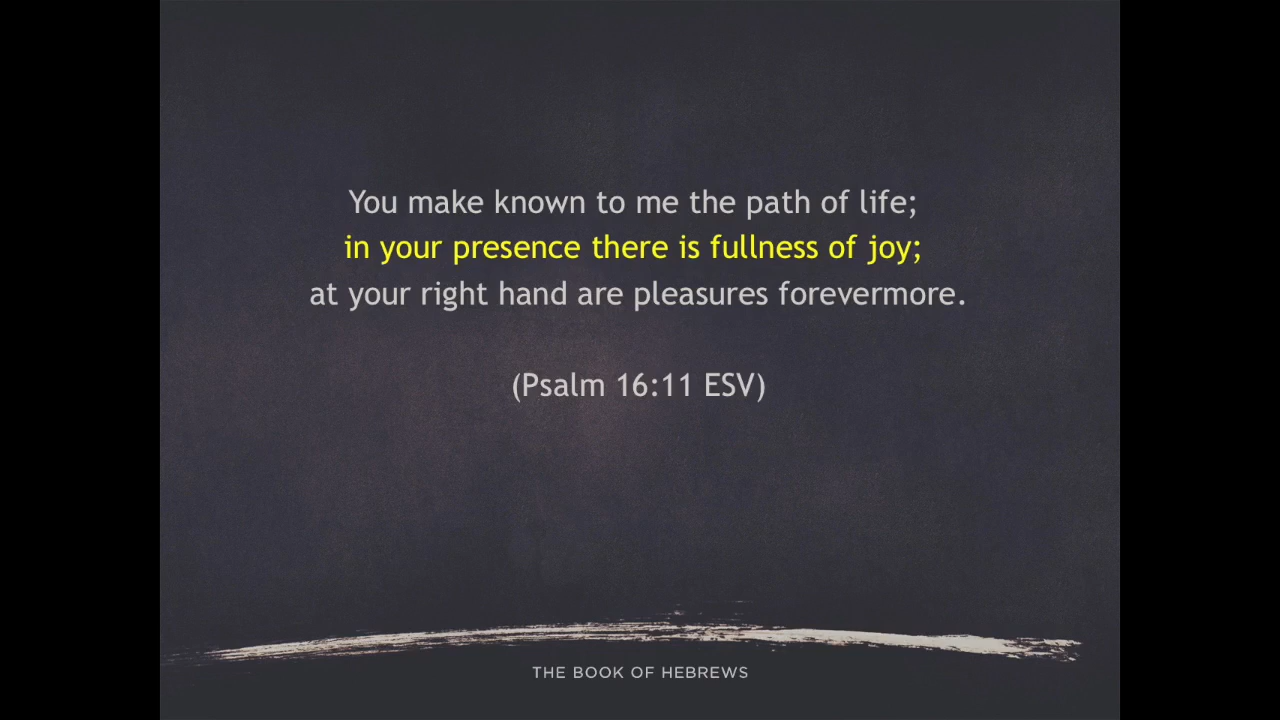 You make known to me the path of life;
in your presence there is fullness of joy;
at your right hand are pleasures forevermore.
(Psalm 16:11 ESV)
THE BOOK OF HEBREWS